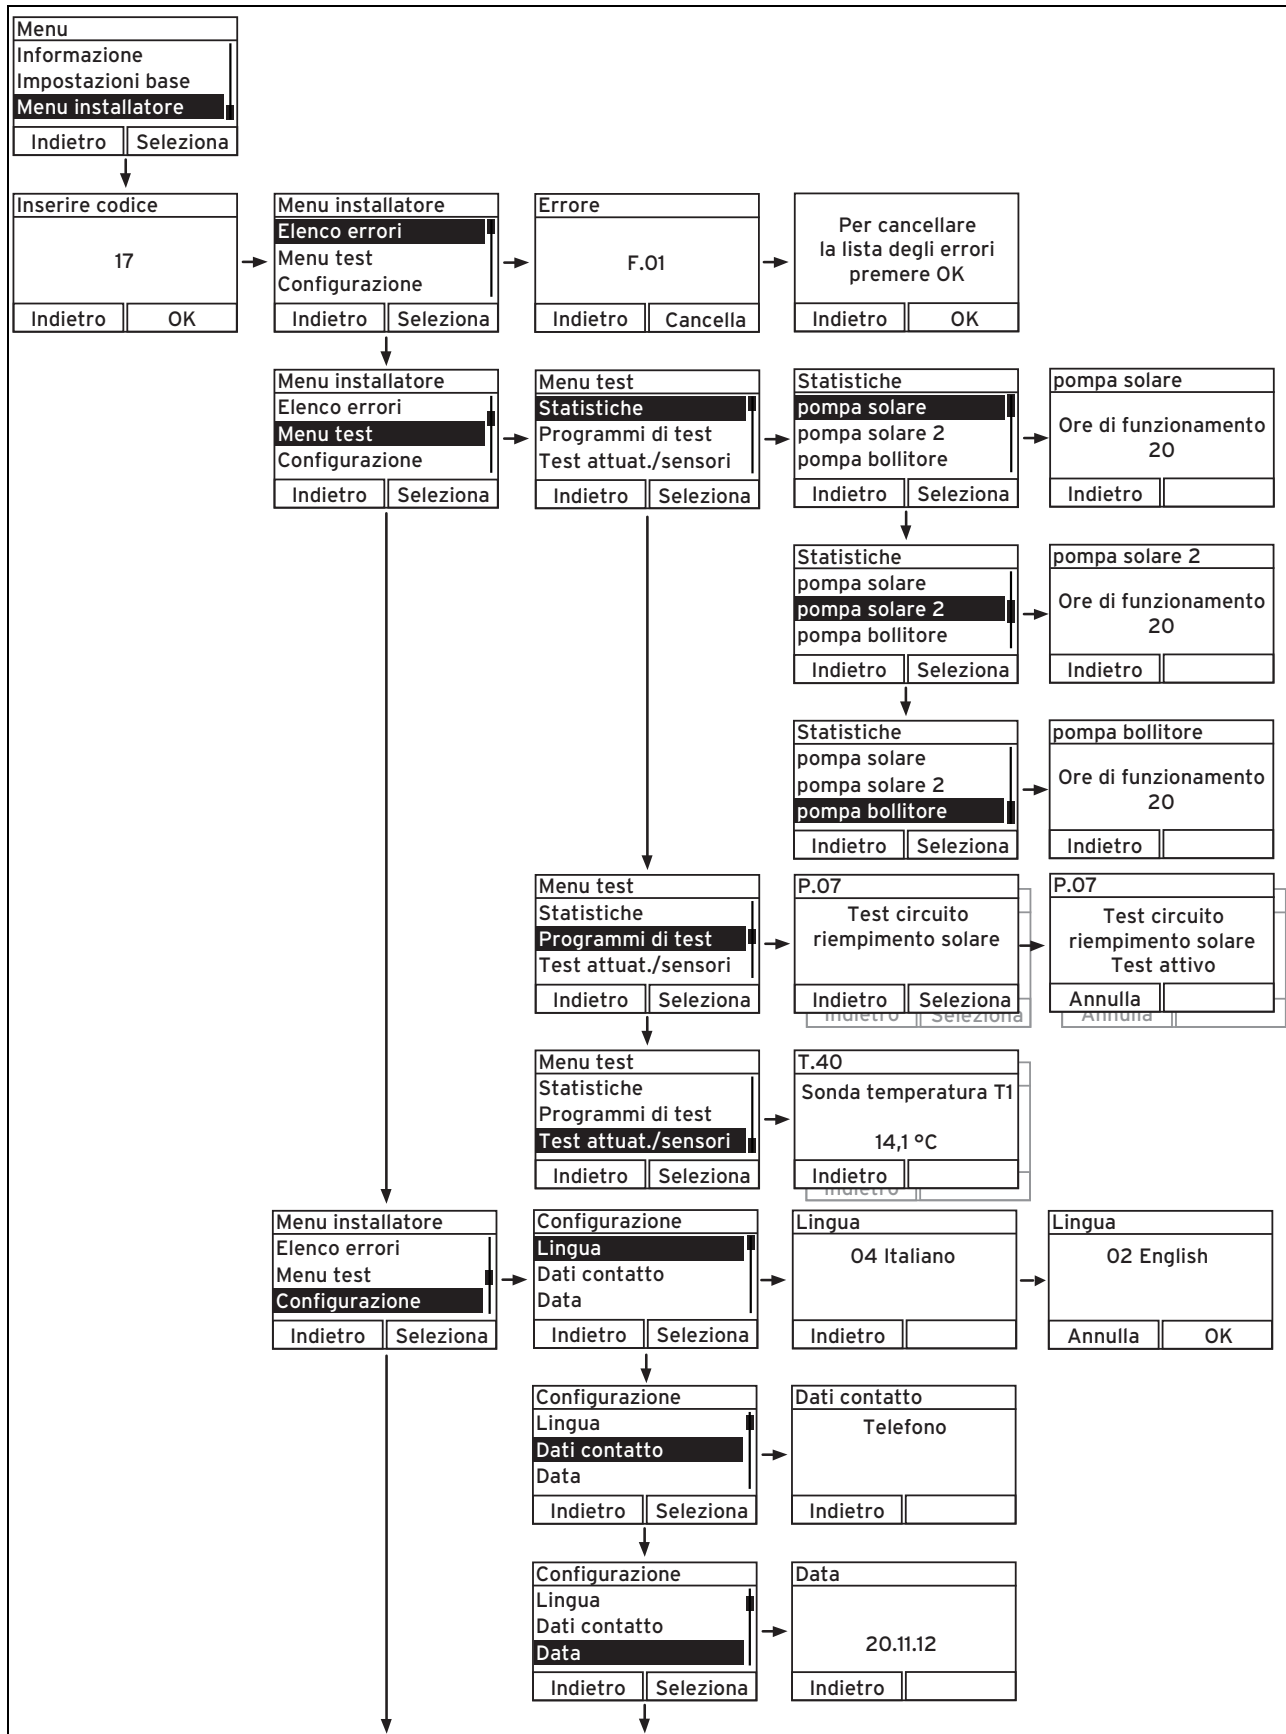 Menu
Informazione
Impostazioni base
Menu installatore
Indietro Seleziona
Inserire codice
17
Indietro OK
Menu installatore
Elenco errori
Menu test
Configurazione
Indietro Seleziona
Errore
F.01
Indietro Cancella
Per cancellare
la lista degli errori
premere OK
Indietro OK
Menu installatore
Elenco errori
Menu test
Configurazione
Indietro Seleziona
Menu test
Statistiche
Programmi di test
Test attuat./sensori
Indietro Seleziona
Statistiche
pompa solare
pompa solare 2
pompa bollitore
Indietro Seleziona
pompa solare
Ore di funzionamento
20
Indietro
Statistiche
pompa solare
pompa solare 2
pompa bollitore
Indietro Seleziona
pompa solare 2
Ore di funzionamento
20
Indietro
Statistiche
pompa solare
pompa solare 2
pompa bollitore
Indietro Seleziona
pompa bollitore
Ore di funzionamento
20
Indietro
Menu test
Statistiche
Programmi di test
Test attuat./sensori
Indietro Seleziona
P.07
Test circuito
riempimento solare
Indietro Seleziona
Indietro Seleziona
P.07
Test circuito
riempimento solare
Test attivo
Annulla
Annulla
Menu test
Statistiche
Programmi di test
Test attuat./sensori
Indietro Seleziona
T.40
Sonda temperatura T1
14,1 °C
Indietro
Indietro
Menu installatore
Elenco errori
Menu test
Configurazione
Indietro Seleziona
Configurazione
Lingua
Dati contatto
Data
Indietro Seleziona
Lingua
04 Italiano
Indietro
Lingua
02 English
Annulla OK
Configurazione
Lingua
Dati contatto
Data
Indietro Seleziona
Dati contatto
Telefono
Indietro
Configurazione
Lingua
Dati contatto
Data
Indietro Seleziona
Data
20.11.12
Indietro